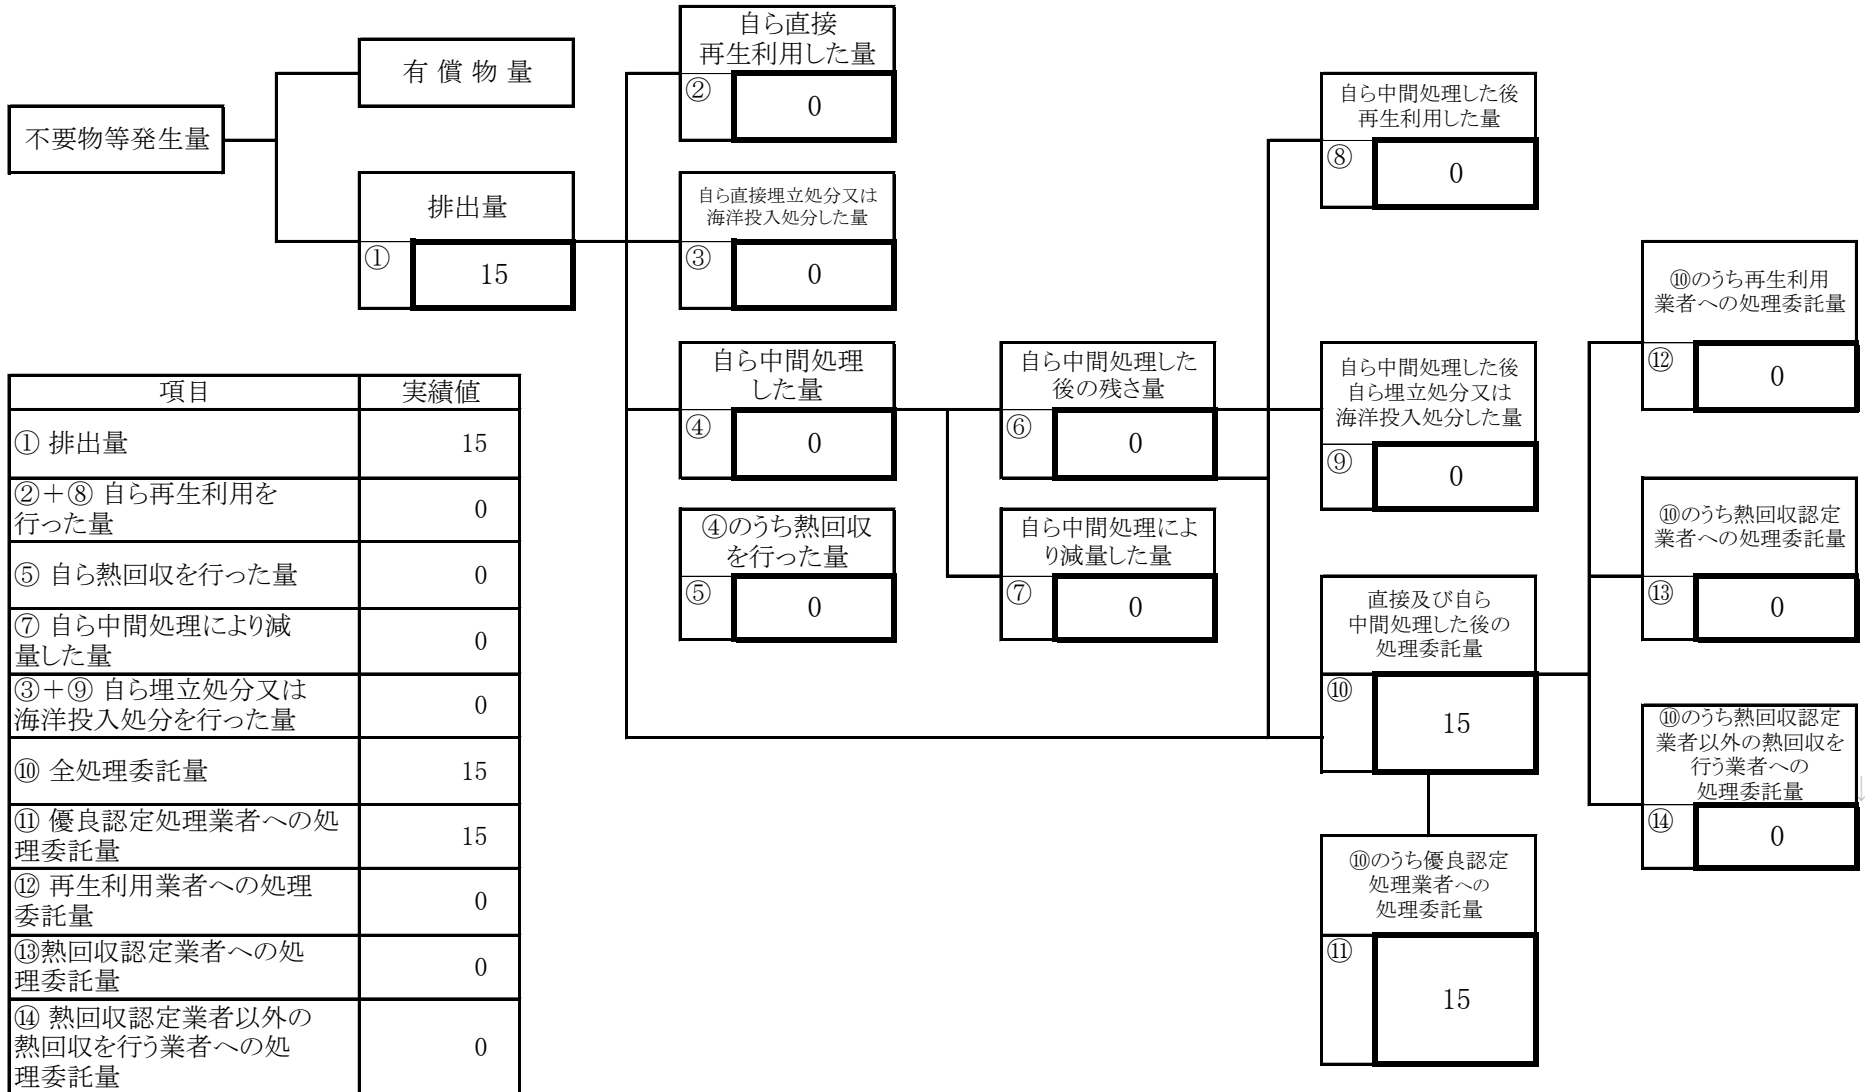 不要物等発生量
有 償 物 量
排出量
①
15
自ら直接
再生利用した量
②
0
自ら直接埋立処分又は
海洋投入処分した量
③
0
自ら中間処理
した量
④
0
④のうち熱回収
を行った量
⑤
0
自ら中間処理した
後の残さ量
⑥
0
自ら中間処理によ
り減量した量
⑦
0
自ら中間処理した後
再生利用した量
⑧
0
自ら中間処理した後
自ら埋立処分又は
海洋投入処分した量
⑨
0
直接及び自ら
中間処理した後の
処理委託量
⑩
15
⑩のうち優良認定
処理業者への
処理委託量
⑪
15
⑩のうち再生利用
業者への処理委託量
⑫
0
⑩のうち熱回収認定
業者への処理委託量
⑬
0
⑩のうち熱回収認定
業者以外の熱回収を
行う業者への
処理委託量
⑭
0
項目 実績値
① 排出量 15
②＋⑧ 自ら再生利用を
行った量 0
⑤ 自ら熱回収を行った量 0
⑦ 自ら中間処理により減
量した量 0
③＋⑨ 自ら埋立処分又は
海洋投入処分を行った量 0
⑩ 全処理委託量 15
⑪ 優良認定処理業者への処
理委託量 15
⑫ 再生利用業者への処理
委託量 0
⑬熱回収認定業者への処
理委託量 0
⑭ 熱回収認定業者以外の
熱回収を行う業者への処
理委託量 0